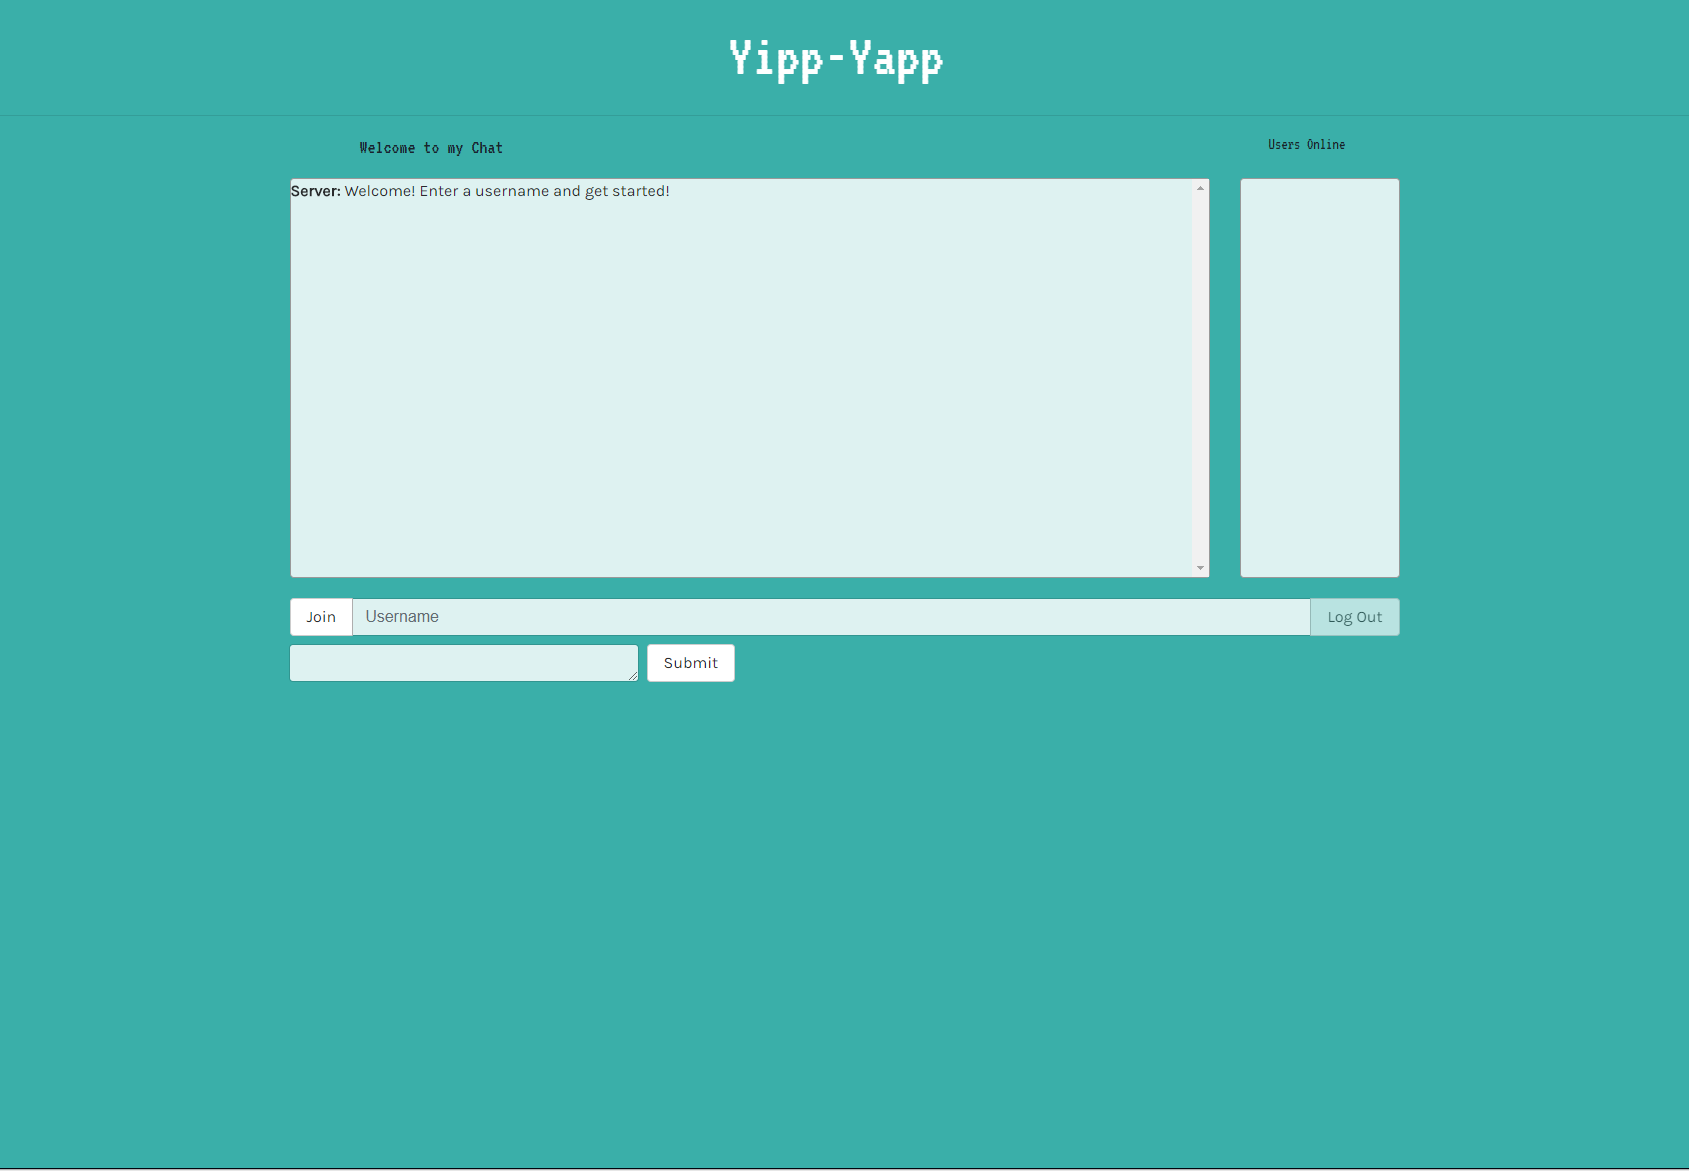 Yipp-Yapp
Welcome to my Chat
Users Online
Server: Welcome! Enter a username and get started!
Join
Username
Log Out
Submit